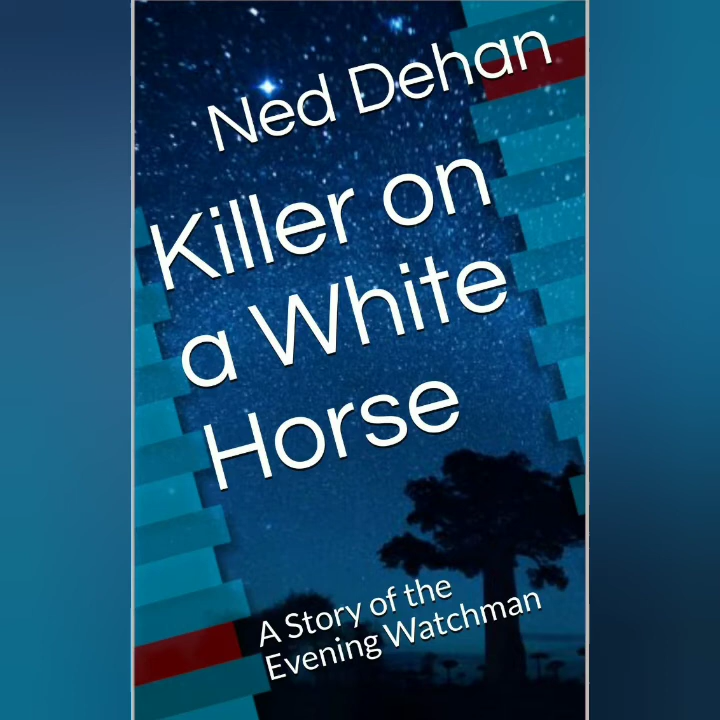 Ned Dehan
Killer on
a White
Horse
A Story of the
Evening Watchman